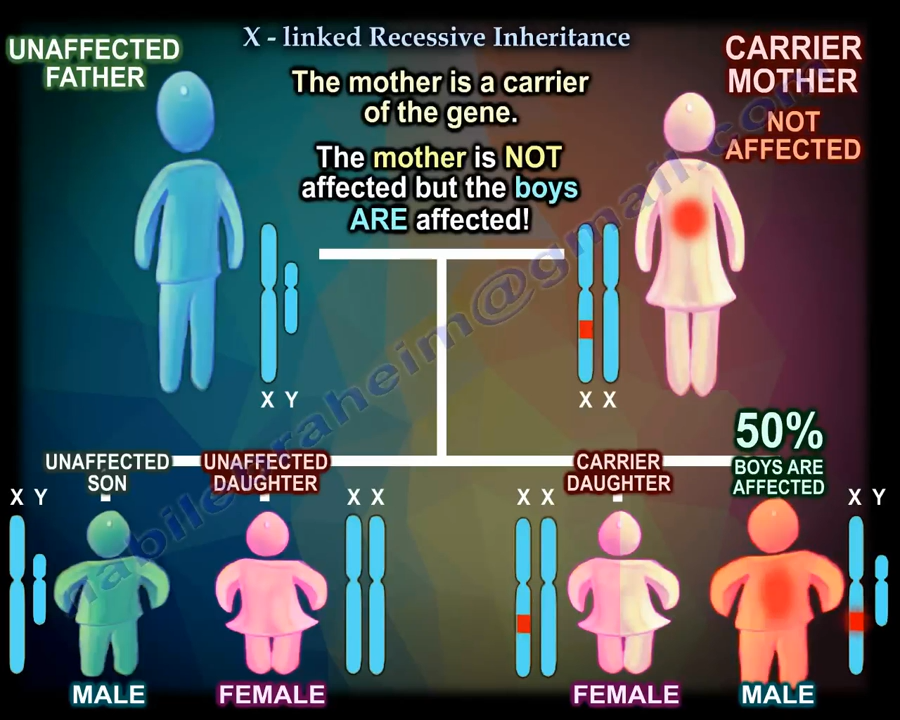 X - linked Recessive Inheritance
UNAFFECTED
FATHER
The mother is a carrier
of the gene.
The mother is NOT
affected but the boys
ARE affected!
CARRIER
MOTHER
NOT
AFFECTED
X Y
X X
50%
BOYS ARE
AFFECTED
UNAFFECTED
SON
UNAFFECTED
DAUGHTER
CARRIER
DAUGHTER
X Y
X X
X X
X Y
MALE
FEMALE
FEMALE
MALE